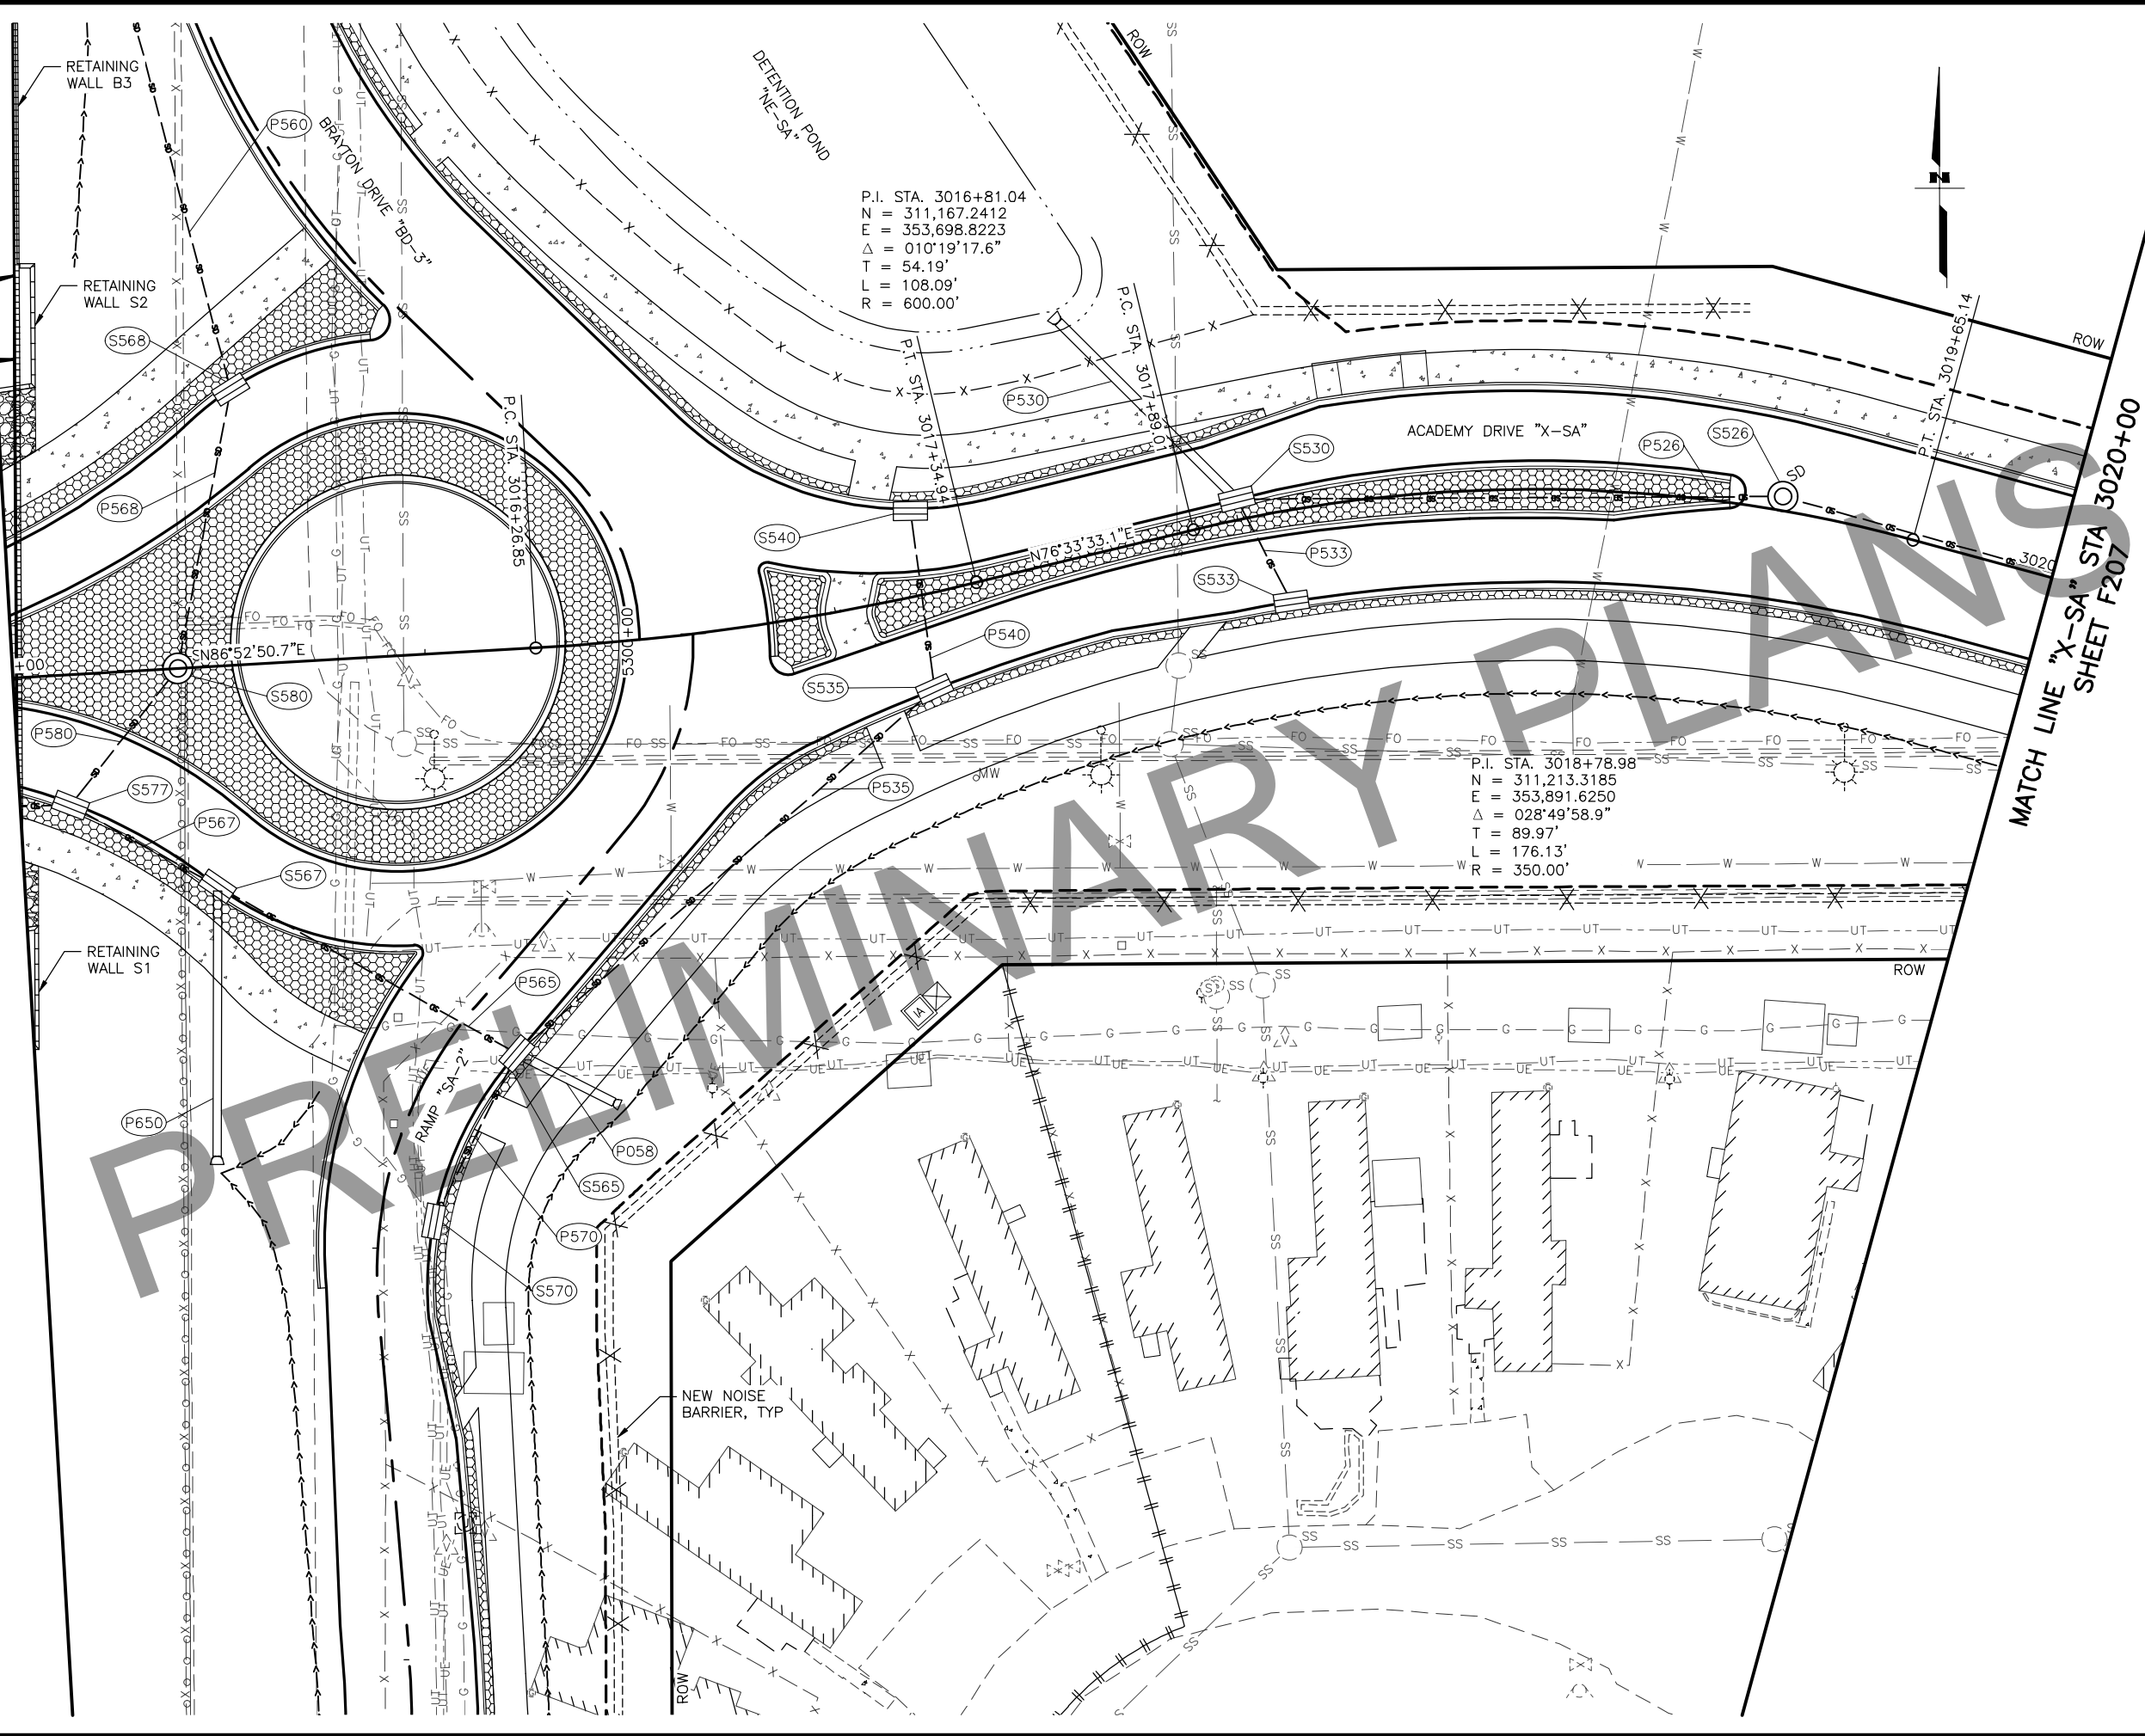 RETAINING
WALL B3
P560
BRAYTON DRIVE "BD-3"
DETENTION POND
"NE-SA"
ROW
N
P.I. STA. 3016+81.04
N = 311,167.2412
E = 353,698.8223
Δ = 010°19'17.6"
T = 54.19'
L = 108.09'
R = 600.00'
RETAINING
WALL S2
S568
P568
P.C. STA. 3016+26.85
P.T. STA. 3017+34.94
P.C. STA. 3017+89.01
P530
S530
ACADEMY DRIVE "X-SA"
P526
S526
SD
P.T. STA. 3019+65.14
ROW
MATCH LINE "X-SA" STA 3020+00
SHEET F207
3020
S540
N76°33'33.1"E
P533
S533
P540
S535
+00
N86°52'50.7"E
5300+00
S580
P580
S577
P567
S567
P535
MW
P.I. STA. 3018+78.98
N = 311,213.3185
E = 353,891.6250
Δ = 028°49'58.9"
T = 89.97'
L = 176.13'
R = 350.00'
RETAINING
WALL S1
P565
IA
ROW
RAMP "SA-2"
P650
P058
S565
P570
S570
NEW NOISE
BARRIER, TYP
ROW
PRELIMINARY PLANS